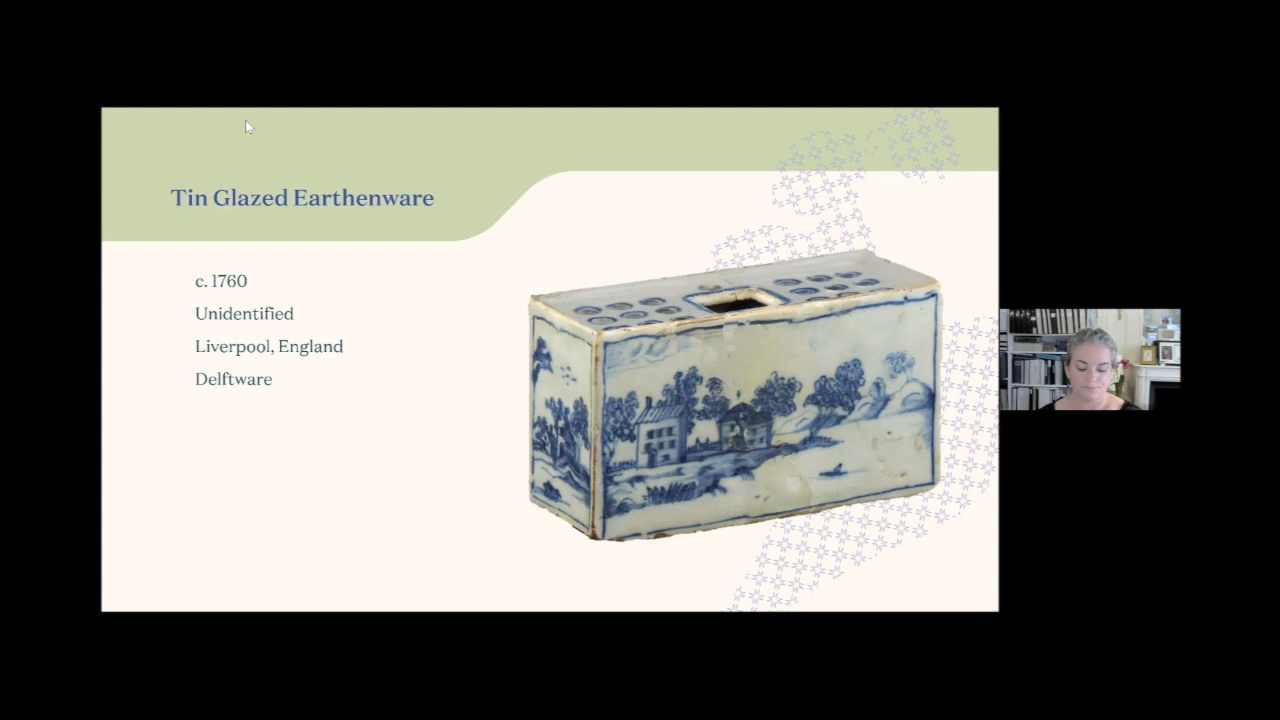 Tin Glazed Earthenware
c. 1760
Unidentified
Liverpool, England
Delftware